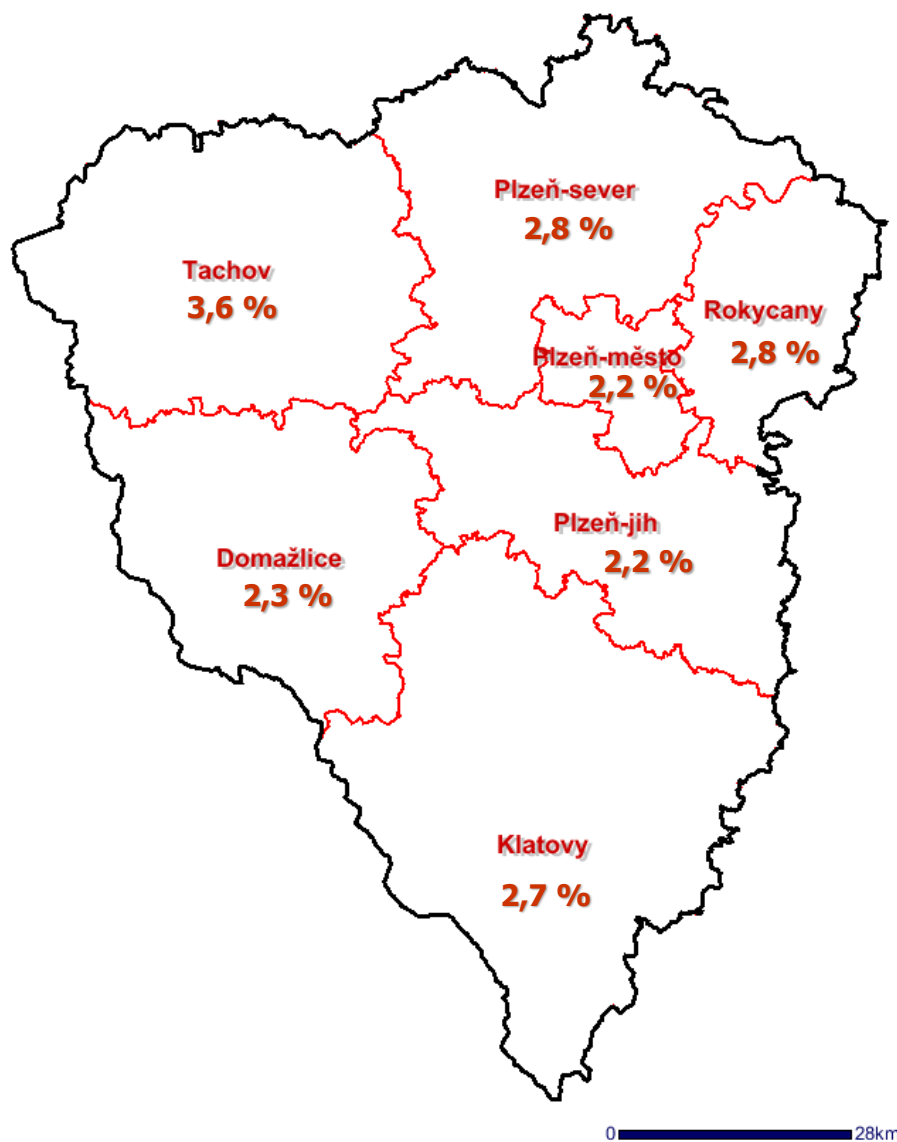 Plzeň-sever
2,8 %
Tachov
3,6 %
Rokycany
2,8 %
Plzeň-město
2,2 %
Plzeň-jih
2,2 %
Domažlice
2,3 %
Klatovy
2,7 %
0 28km